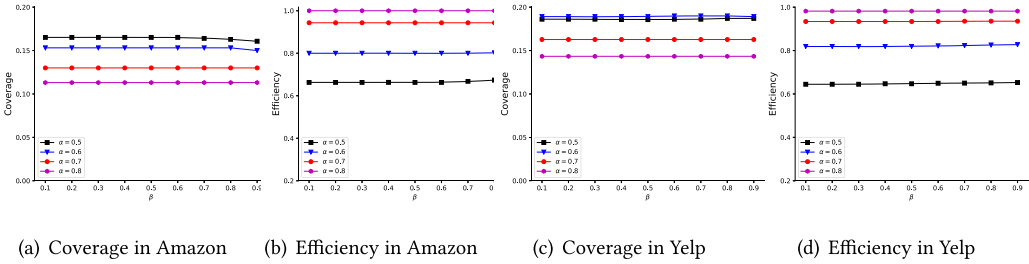 0.20
0.15
0.10
0.05
0.00
Coverage
0.1 0.2 0.3 0.4 0.5 0.6 0.7 0.8 0.9
β
α = 0.5
α = 0.6
α = 0.7
α = 0.8
(a) Coverage in Amazon
1.0
0.8
0.6
0.4
0.2
Efficiency
0.1 0.2 0.3 0.4 0.5 0.6 0.7
β
α = 0.5
α = 0.6
α = 0.7
α = 0.8
(b) Efficiency in Amazon
0.20
0.15
0.10
0.05
0.00
Coverage
0.1 0.2 0.3 0.4 0.5 0.6 0.7 0.8 0.9
β
α = 0.5
α = 0.6
α = 0.7
α = 0.8
(c) Coverage in Yelp
1.0
0.8
0.6
0.4
0.2
Efficiency
0.1 0.2 0.3 0.4 0.5 0.6 0.7 0.8 0.9
β
α = 0.5
α = 0.6
α = 0.7
α = 0.8
(d) Efficiency in Yelp